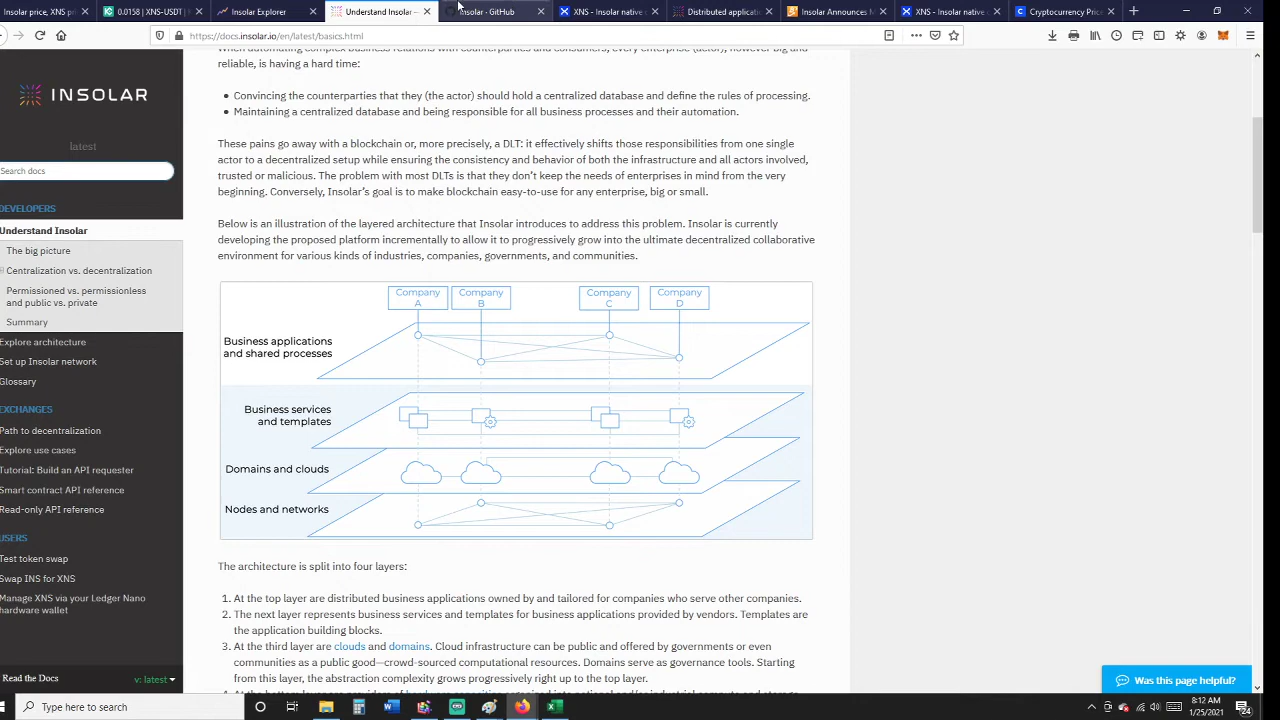 Insolar price, XNS pri
0.0158 | XNS-USDT |
Insolar Explorer
Understand Insolar —
Insolar · GitHub
XNS - Insolar native c
Distributed applicati
Insolar Announces M
XNS - Insolar native c
Cryptocurrency Price
https://docs.insolar.io/en/latest/basics.html
INSOLAR
latest
Search docs
DEVELOPERS
Understand Insolar
The big picture
Centralization vs. decentralization
Permissioned vs. permissionless
and public vs. private
Summary
Explore architecture
Set up Insolar network
Glossary
EXCHANGES
Path to decentralization
Explore use cases
Tutorial: Build an API requester
Smart contract API reference
Read-only API reference
USERS
Test token swap
Swap INS for XNS
Manage XNS via your Ledger Nano
hardware wallet
Read the Docs
v: latest
When automating complex business relations with counterparties and consumers, every enterprise (actor), however big and
reliable, is having a hard time:
• Convincing the counterparties that they (the actor) should hold a centralized database and define the rules of processing.
• Maintaining a centralized database and being responsible for all business processes and their automation.
These pains go away with a blockchain or, more precisely, a DLT: it effectively shifts those responsibilities from one single
actor to a decentralized setup while ensuring the consistency and behavior of both the infrastructure and all actors involved,
trusted or malicious. The problem with most DLTs is that they don't keep the needs of enterprises in mind from the very
beginning. Conversely, Insolar's goal is to make blockchain easy-to-use for any enterprise, big or small.
Below is an illustration of the layered architecture that Insolar introduces to address this problem. Insolar is currently
developing the proposed platform incrementally to allow it to progressively grow into the ultimate decentralized collaborative
environment for various kinds of industries, companies, governments, and communities.
Company
A
Company
B
Company
C
Company
D
Business applications
and shared processes
Business services
and templates
Domains and clouds
Nodes and networks
The architecture is split into four layers:
1. At the top layer are distributed business applications owned by and tailored for companies who serve other companies.
2. The next layer represents business services and templates for business applications provided by vendors. Templates are
the application building blocks.
3. At the third layer are clouds and domains. Cloud infrastructure can be public and offered by governments or even
communities as a public good—crowd-sourced computational resources. Domains serve as governance tools. Starting
from this layer, the abstraction complexity grows progressively right up to the top layer.
Was this page helpful?
Type here to search
8:12 AM
1/25/2021
24